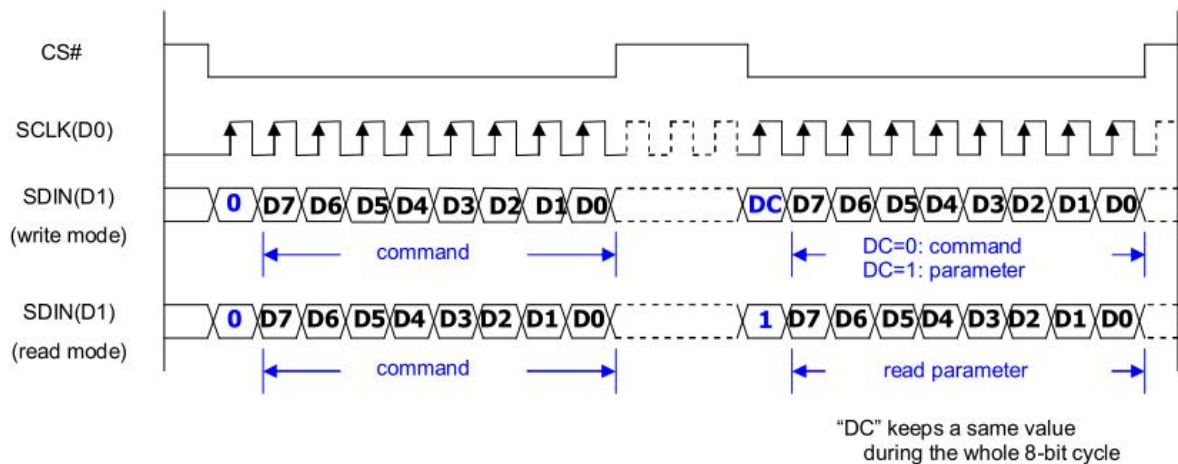 CS#
SCLK(D0)
SDIN(D1) 0 D7 D6 D5 D4 D3 D2 D1 D0 DC D7 D6 D5 D4 D3 D2 D1 D0
(write mode)
command
DC=0: command
DC=1: parameter
SDIN(D1) 0 D7 D6 D5 D4 D3 D2 D1 D0 1 D7 D6 D5 D4 D3 D2 D1 D0
(read mode)
command read parameter
“DC” keeps a same value
during the whole 8-bit cycle